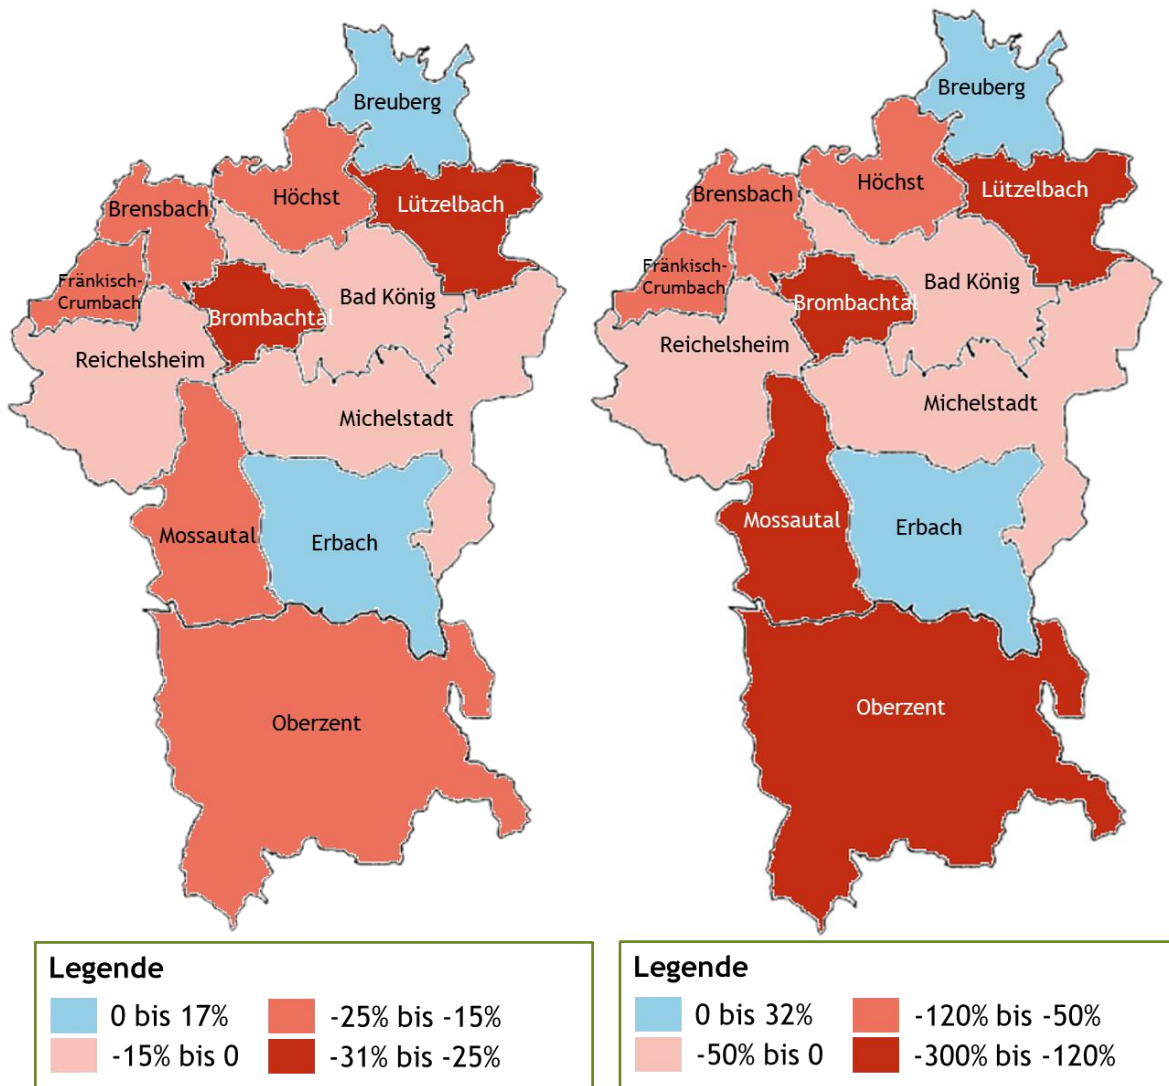 Breuberg
Höchst
Brensbach
Lützelbach
Fränkisch-
Crumbach
Bad König
Brombachtal
Reichelsheim
Michelstadt
Mossautal
Erbach
Oberzent
Legende
0 bis 17%
-25% bis -15%
-15% bis 0
-31% bis -25%
Breuberg
Höchst
Brensbach
Lützelbach
Fränkisch-
Crumbach
Bad König
Brombachtal
Reichelsheim
Michelstadt
Mossautal
Erbach
Oberzent
Legende
0 bis 32%
-120% bis -50%
-50% bis 0
-300% bis -120%